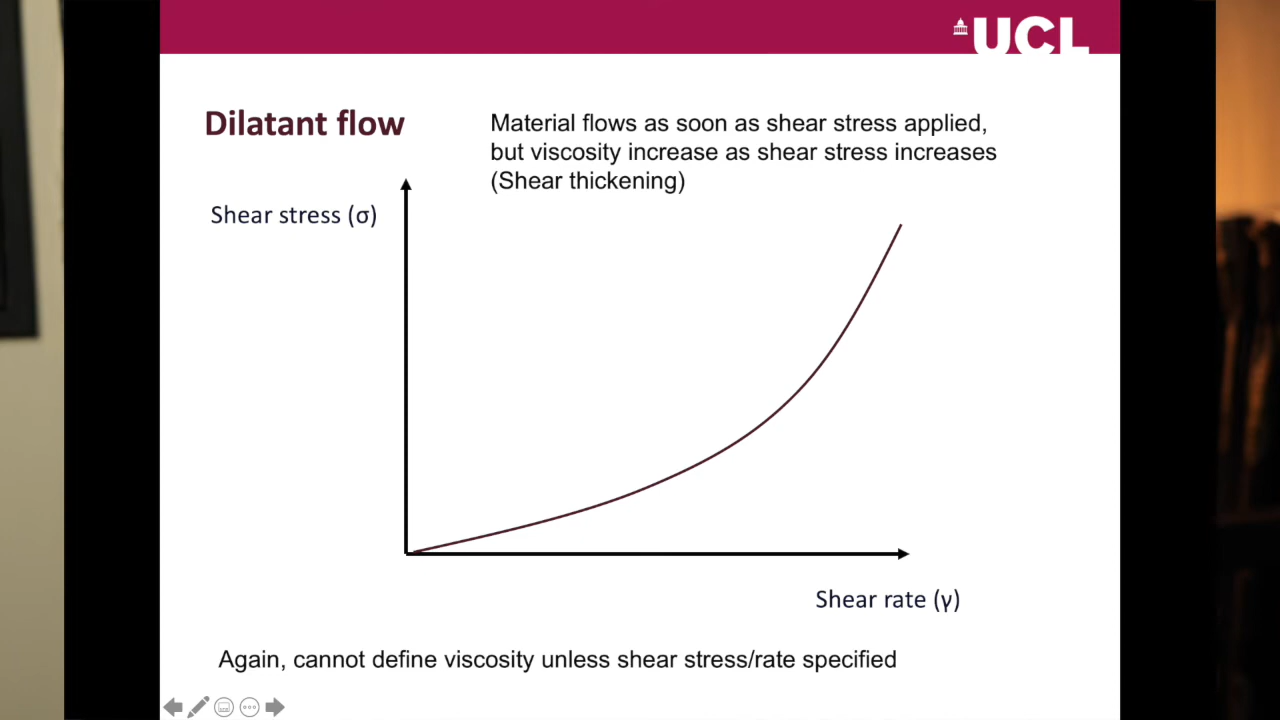 UCL
Dilatant flow
Material flows as soon as shear stress applied,
but viscosity increase as shear stress increases
(Shear thickening)
Shear stress (σ)
Shear rate (γ)
Again, cannot define viscosity unless shear stress/rate specified